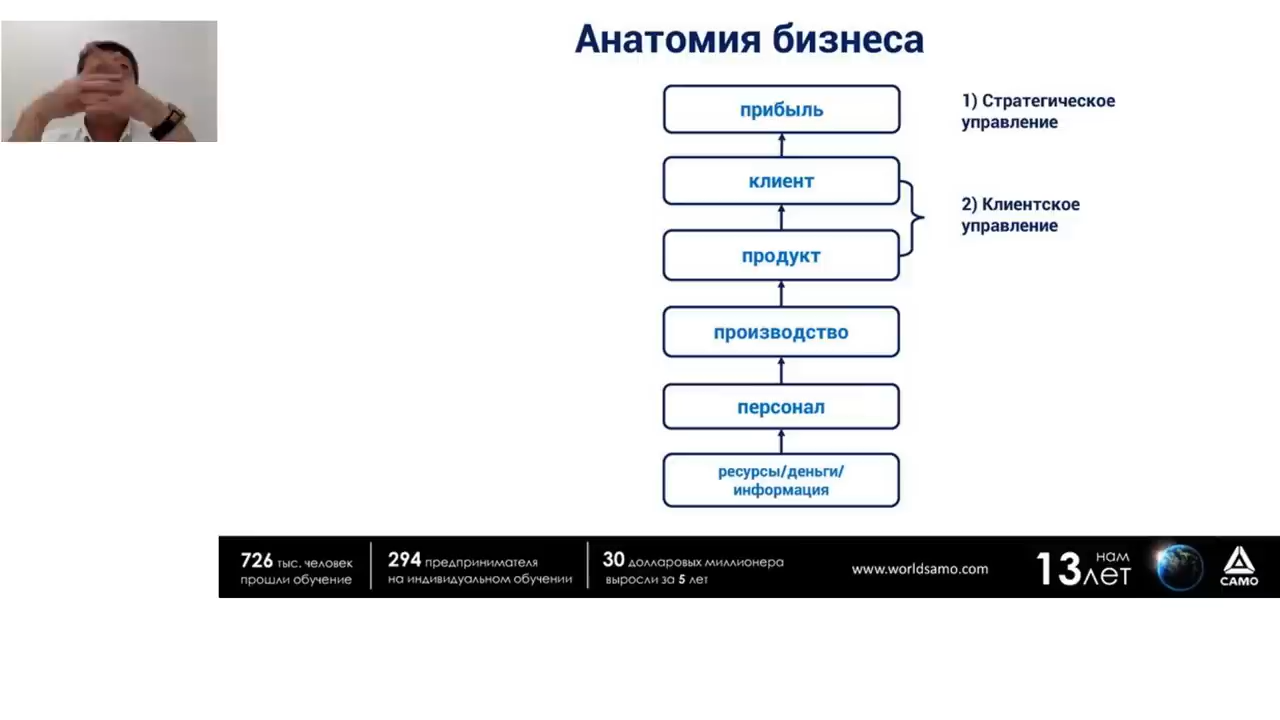 Анатомия бизнеса
прибыль
1) Стратегическое
управление
клиент
2) Клиентское
управление
продукт
производство
персонал
ресурсы/деньги/
информация
726 тыс. человек
прошли обучение
294 предпринимателя
на индивидуальном обучении
30 долларовых миллионера
выросли за 5 лет
www.worldsamo.com
13 нам
лет
САМО